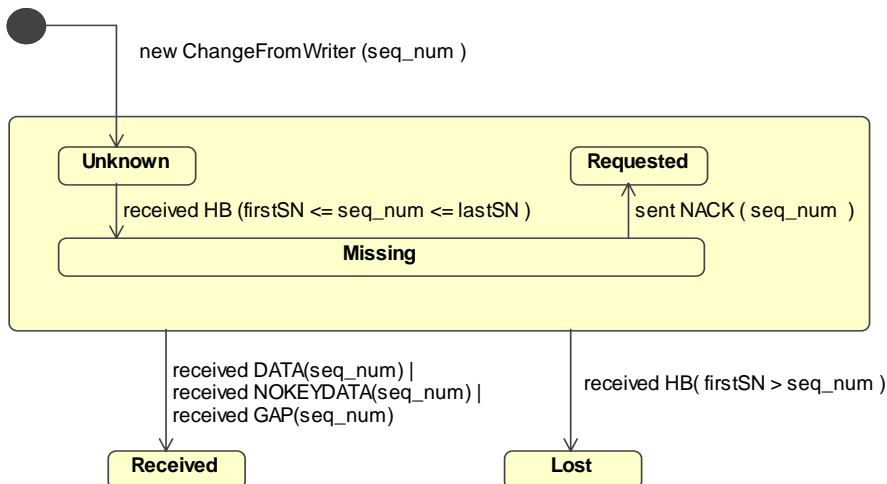 new ChangeFromWriter (seq_num )
Unknown
Requested
received HB (firstSN <= seq_num <= lastSN )
sent NACK ( seq_num )
Missing
received DATA(seq_num) |
received NOKEYDATA(seq_num) |
received GAP(seq_num)
received HB( firstSN > seq_num )
Received
Lost